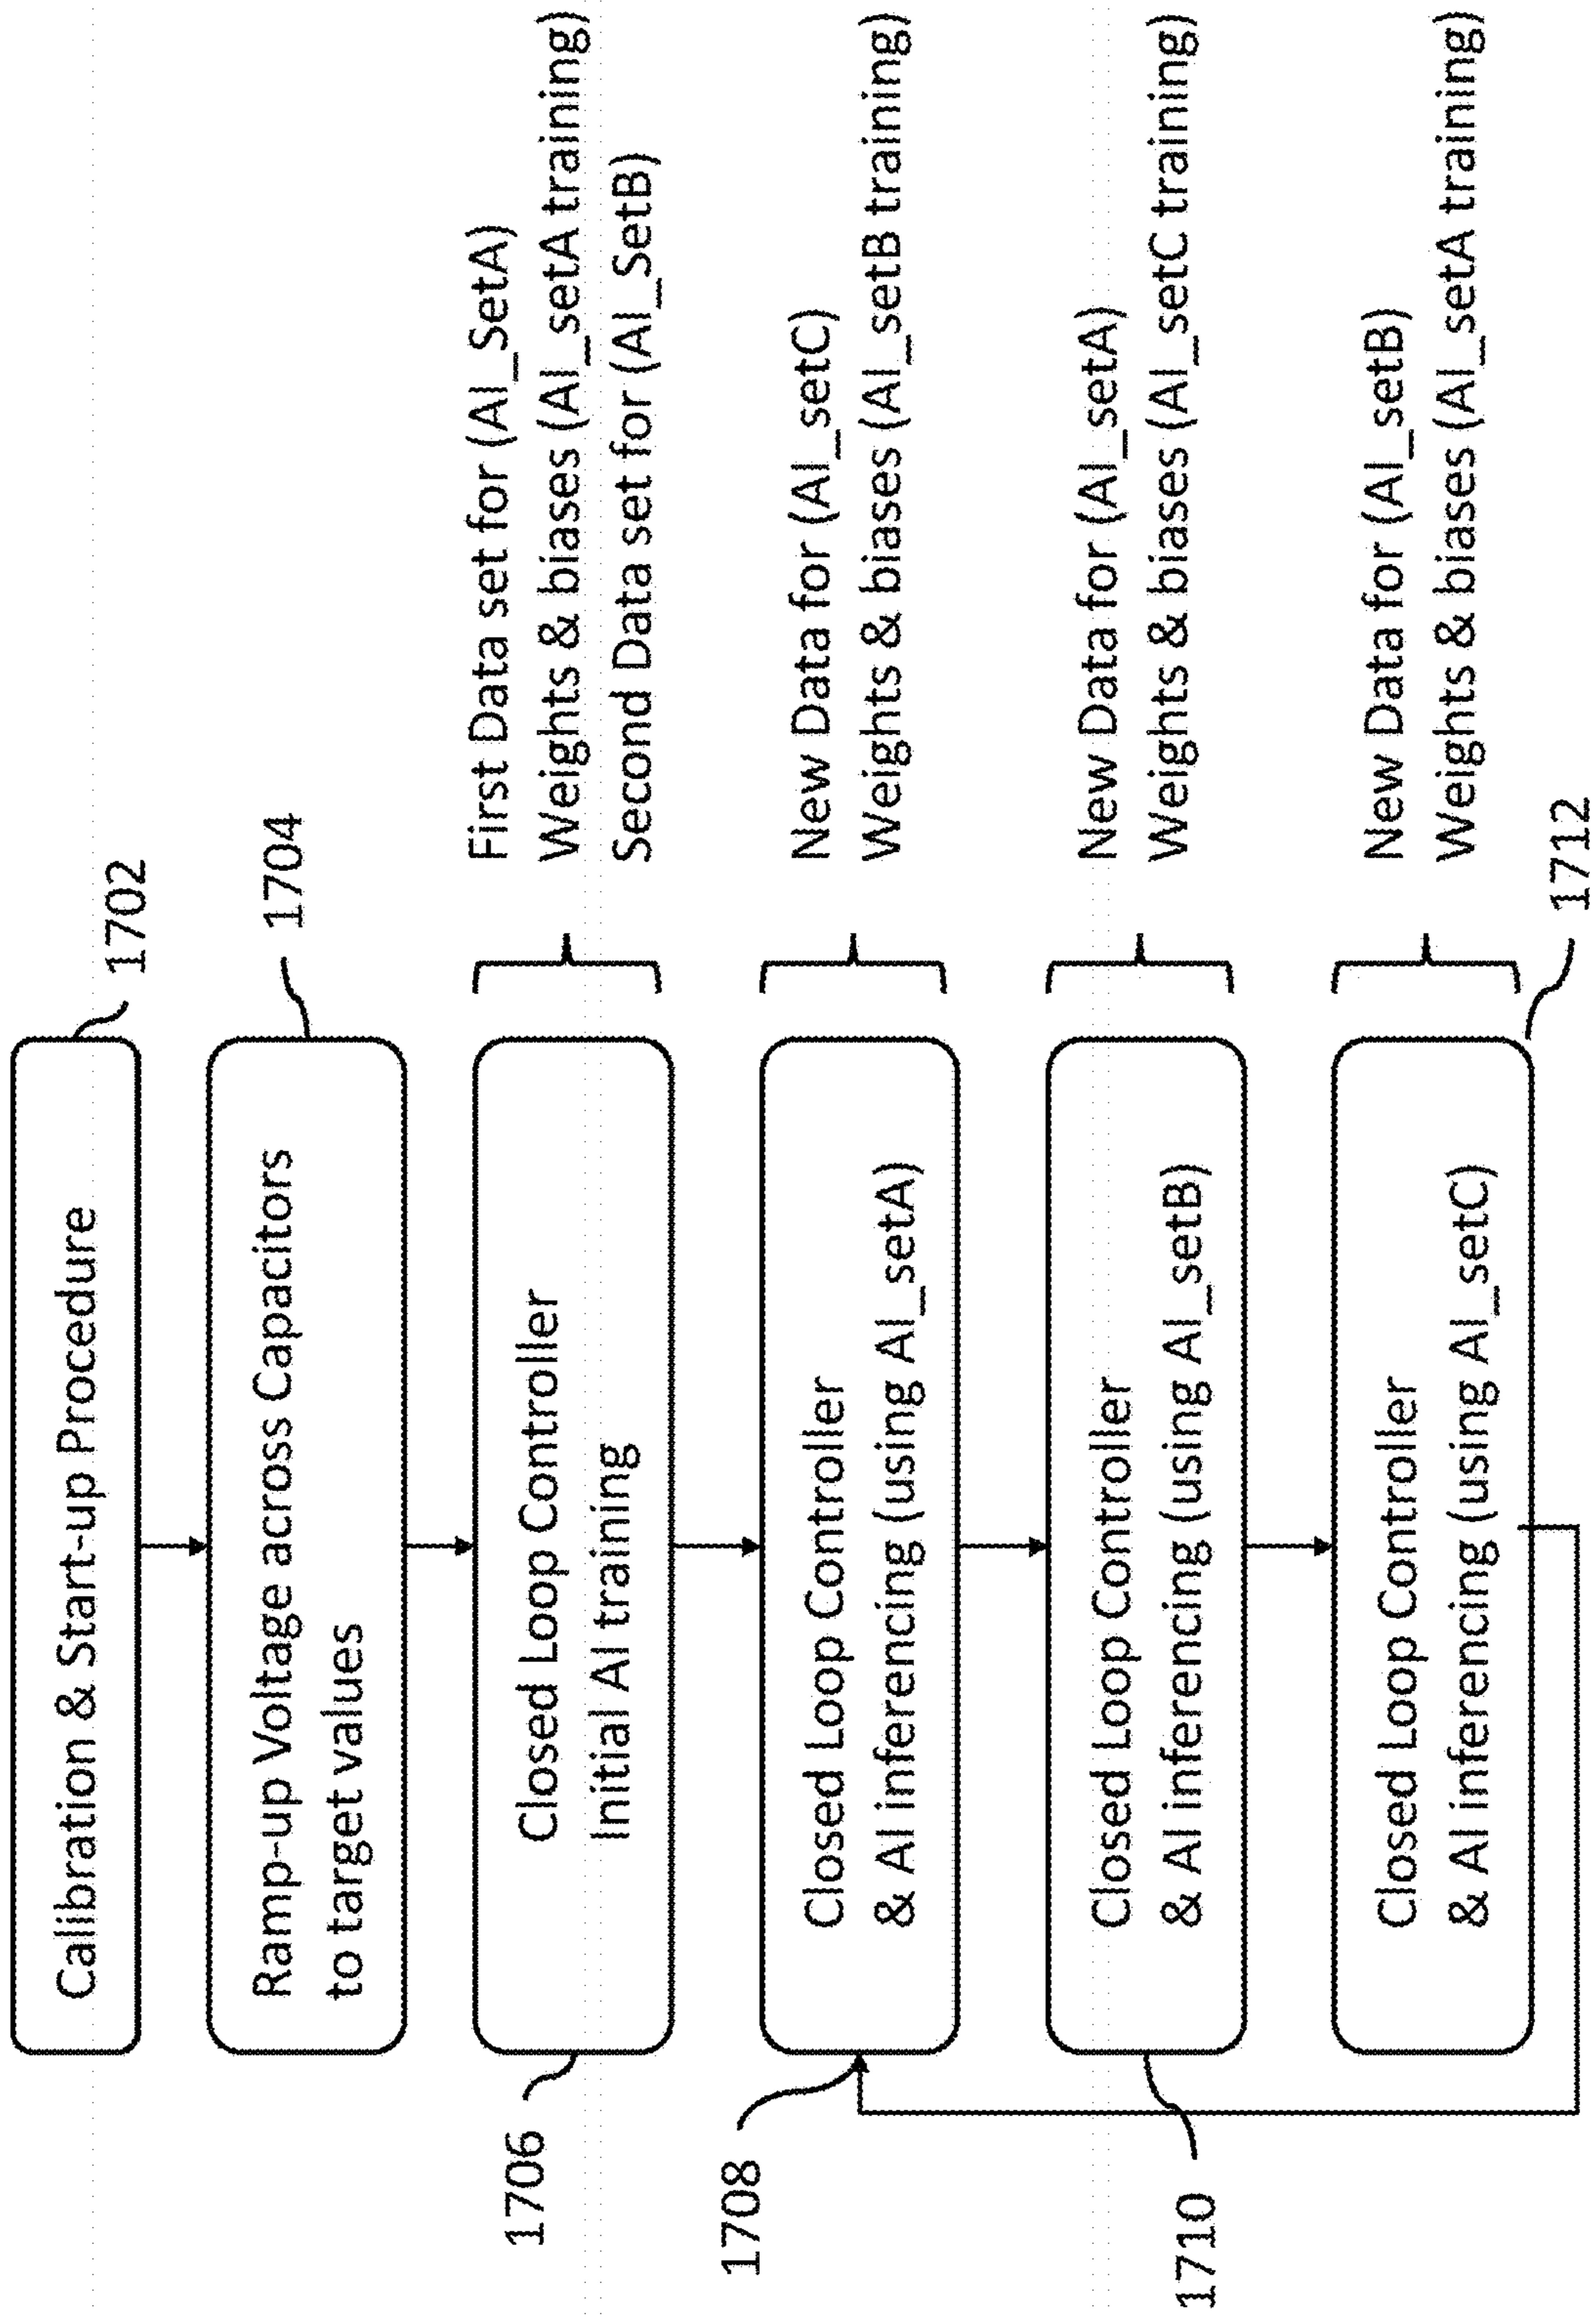 Calibration & Start-up Procedure
1702
Ramp-up Voltage across Capacitors
to target values
1704
Closed Loop Controller
Initial AI training
1706
First Data set for (AI_SetA)
Weights & biases (AI_setA training)
Second Data set for (AI_SetB)
Closed Loop Controller
& AI inferencing (using AI_setA)
1708
New Data for (AI_setC)
Weights & biases (AI_setB training)
Closed Loop Controller
& AI inferencing (using AI_setB)
1710
New Data for (AI_setA)
Weights & biases (AI_setC training)
Closed Loop Controller
& AI inferencing (using AI_setC)
1712
New Data for (AI_setB)
Weights & biases (AI_setA training)